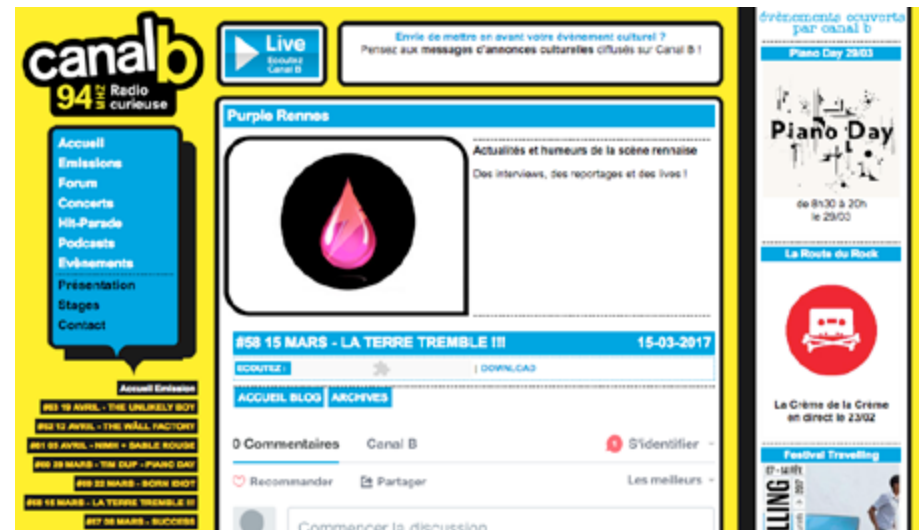 canal b
94 MHZ Radio curieuse
Accueil
Emissions
Forum
Concerts
Hit-Parade
Podcasts
Evènements
Présentation
Stages
Contact
Accueil Emission
#63 19 AVRIL - THE UNLIKELY BOY
#62 12 AVRIL - THE WÅLL FACTORY
#61 05 AVRIL - NIMH + SABLE ROUGE
#60 29 MARS - TIM DUP - PIANO DAY
#59 22 MARS - BORN IDIOT
#58 15 MARS - LA TERRE TREMBLE !!!
#57 08 MARS - SUCCESS
Live
Ecoutez
Canal B
Envie de mettre en avant votre évènement culturel ?
Pensez aux messages d'annonces culturelles diffusés sur Canal B !
Purple Rennes
Actualités et humeurs de la scène rennaise
Des interviews, des reportages et des lives !
#58 15 MARS - LA TERRE TREMBLE !!! 15-03-2017
ECOUTEZ : | DOWNLOAD
ACCUEIL BLOG ARCHIVES
0 Commentaires Canal B 1 S'identifier
Recommander Partager Les meilleurs
Commencer la discussion
évènements couverts
par canal b
Piano Day 29/03
Piano Day
de 8h30 à 20h
le 29/03
La Route du Rock
La Crème de la Crème
en direct le 23/02
Festival Travelling